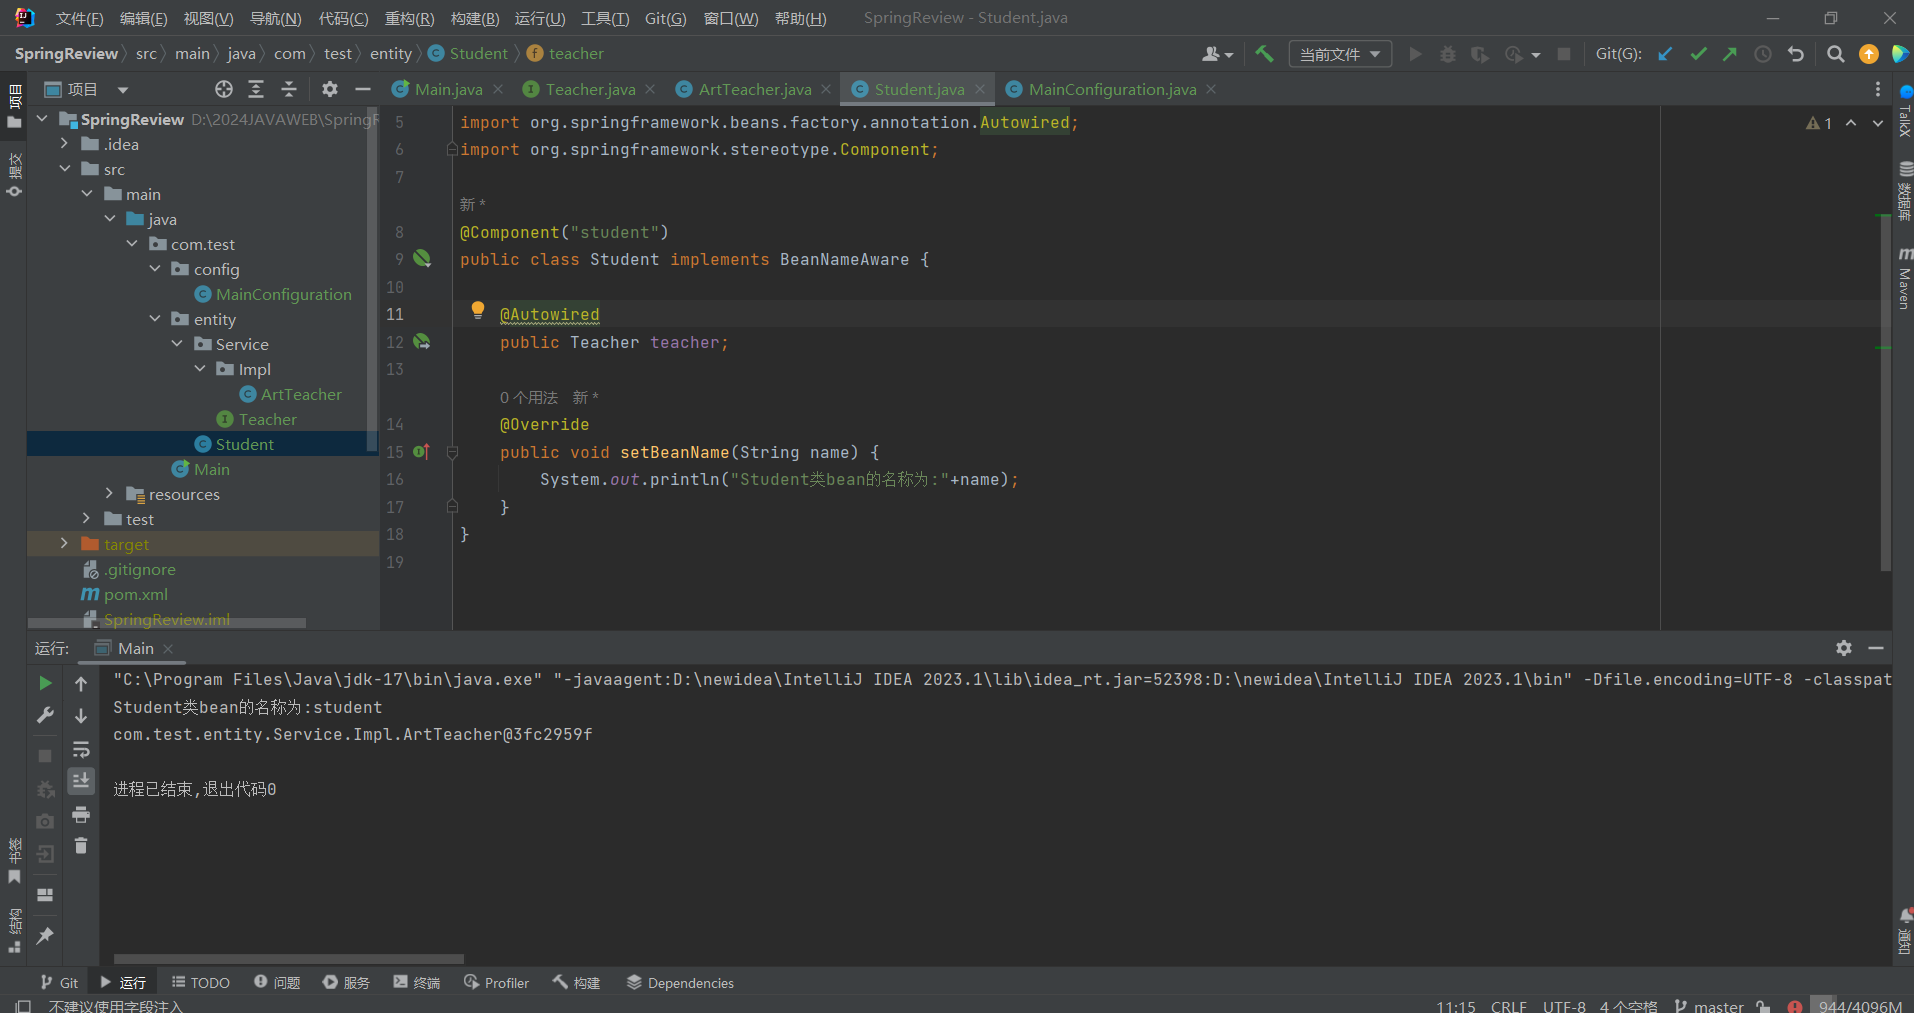 文件(F) 编辑(E) 视图(V) 导航(N) 代码(C) 重构(R) 构建(B) 运行(U) 工具(T) Git(G) 窗口(W) 帮助(H) SpringReview - Student.java
SpringReview src main java com test entity Student teacher 当前文件 Git(G):
项目 Main.java Teacher.java ArtTeacher.java Student.java MainConfiguration.java
项目
提交
SpringReview D:\2024JAVAWEB\SpringR
.idea
src
main
java
com.test
config
MainConfiguration
entity
Service
Impl
ArtTeacher
Teacher
Student
Main
resources
test
target
.gitignore
pom.xml
SpringReview.iml
5 import org.springframework.beans.factory.annotation.Autowired;
1
6 import org.springframework.stereotype.Component;
7
新 *
8 @Component("student")
9 public class Student implements BeanNameAware {
10
11 @Autowired
12 public Teacher teacher;
13
0 个用法 新 *
14 @Override
15 public void setBeanName(String name) {
16 System.out.println("Student类bean的名称为:"+name);
17 }
18 }
19
TalkX
数据库
Maven
通知
运行: Main
"C:\Program Files\Java\jdk-17\bin\java.exe" "-javaagent:D:\newidea\IntelliJ IDEA 2023.1\lib\idea_rt.jar=52398:D:\newidea\IntelliJ IDEA 2023.1\bin" -Dfile.encoding=UTF-8 -classpat
Student类bean的名称为:student
com.test.entity.Service.Impl.ArtTeacher@3fc2959f
进程已结束,退出代码0
书签
结构
Git 运行 TODO 问题 服务 终端 Profiler 构建 Dependencies
不建议使用字段注入 11:15 CRLF UTF-8 4 个空格 master 944/4096M